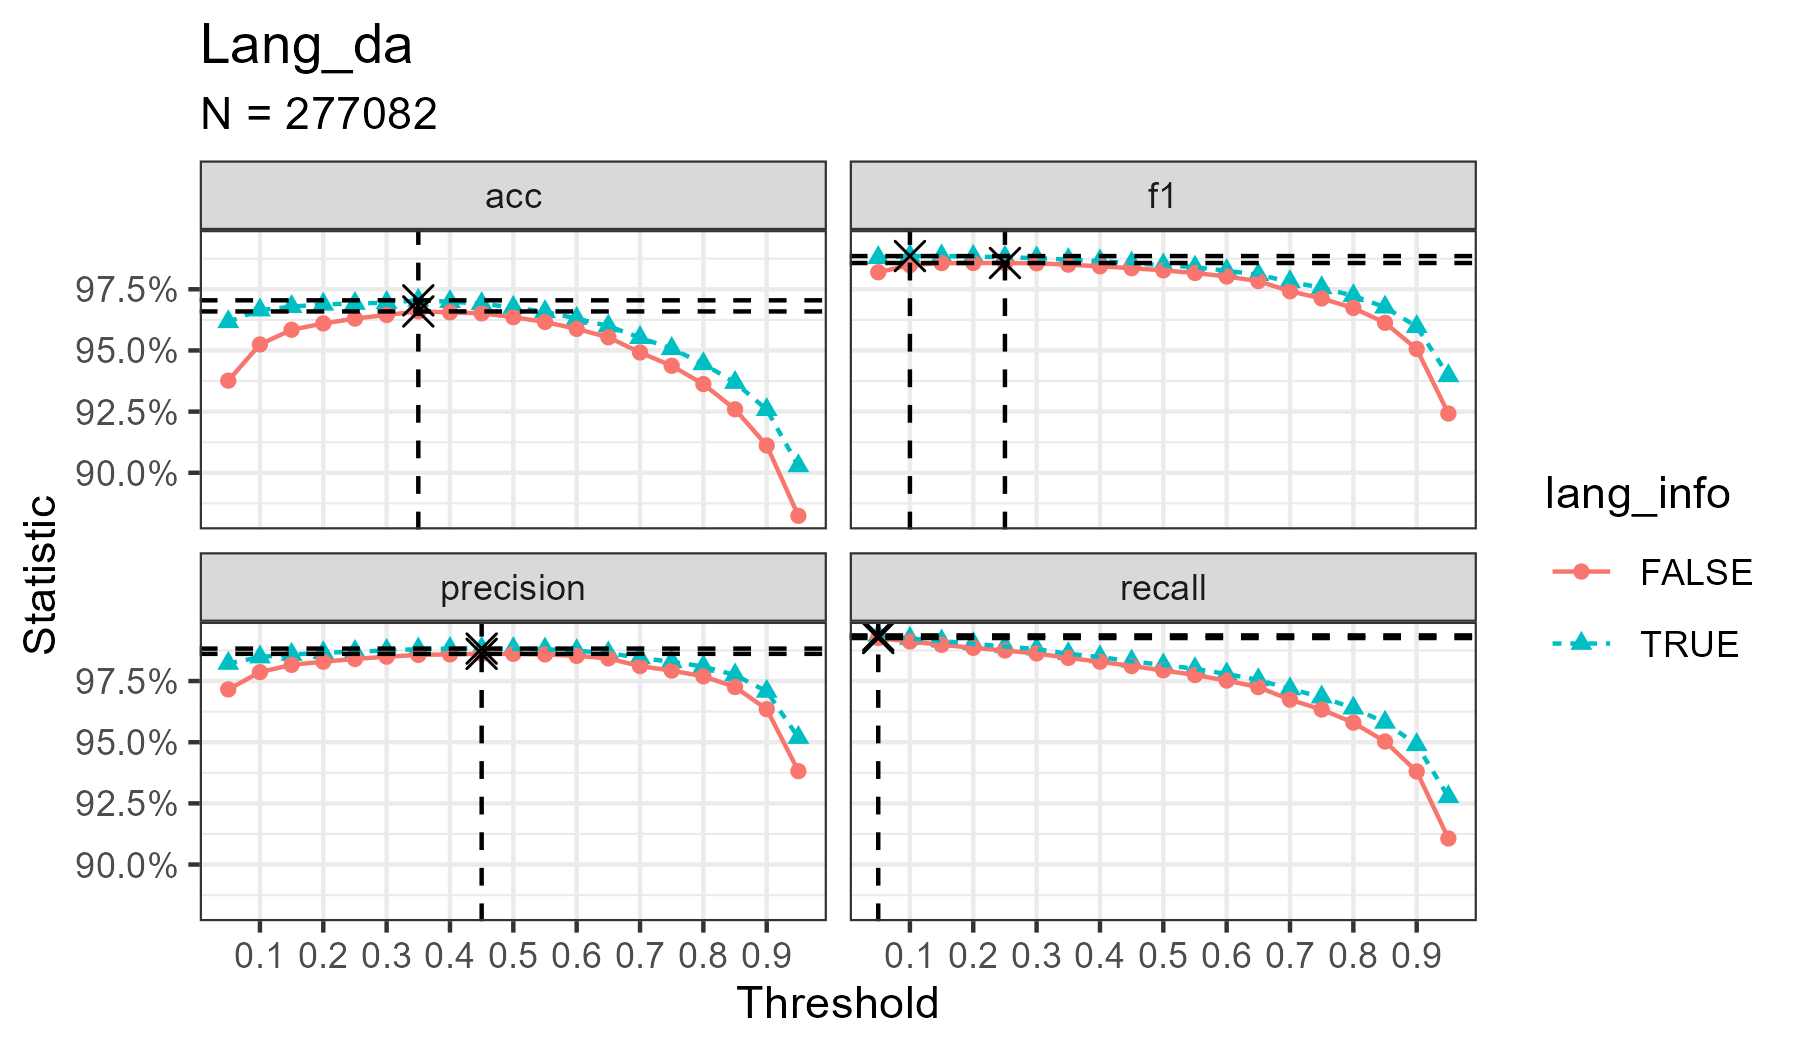 Lang_da
N = 277082
acc
f1
97.5%
95.0%
92.5%
90.0%
precision
recall
97.5%
95.0%
92.5%
90.0%
Statistic
0.1 0.2 0.3 0.4 0.5 0.6 0.7 0.8 0.9
0.1 0.2 0.3 0.4 0.5 0.6 0.7 0.8 0.9
Threshold
lang_info
FALSE
TRUE